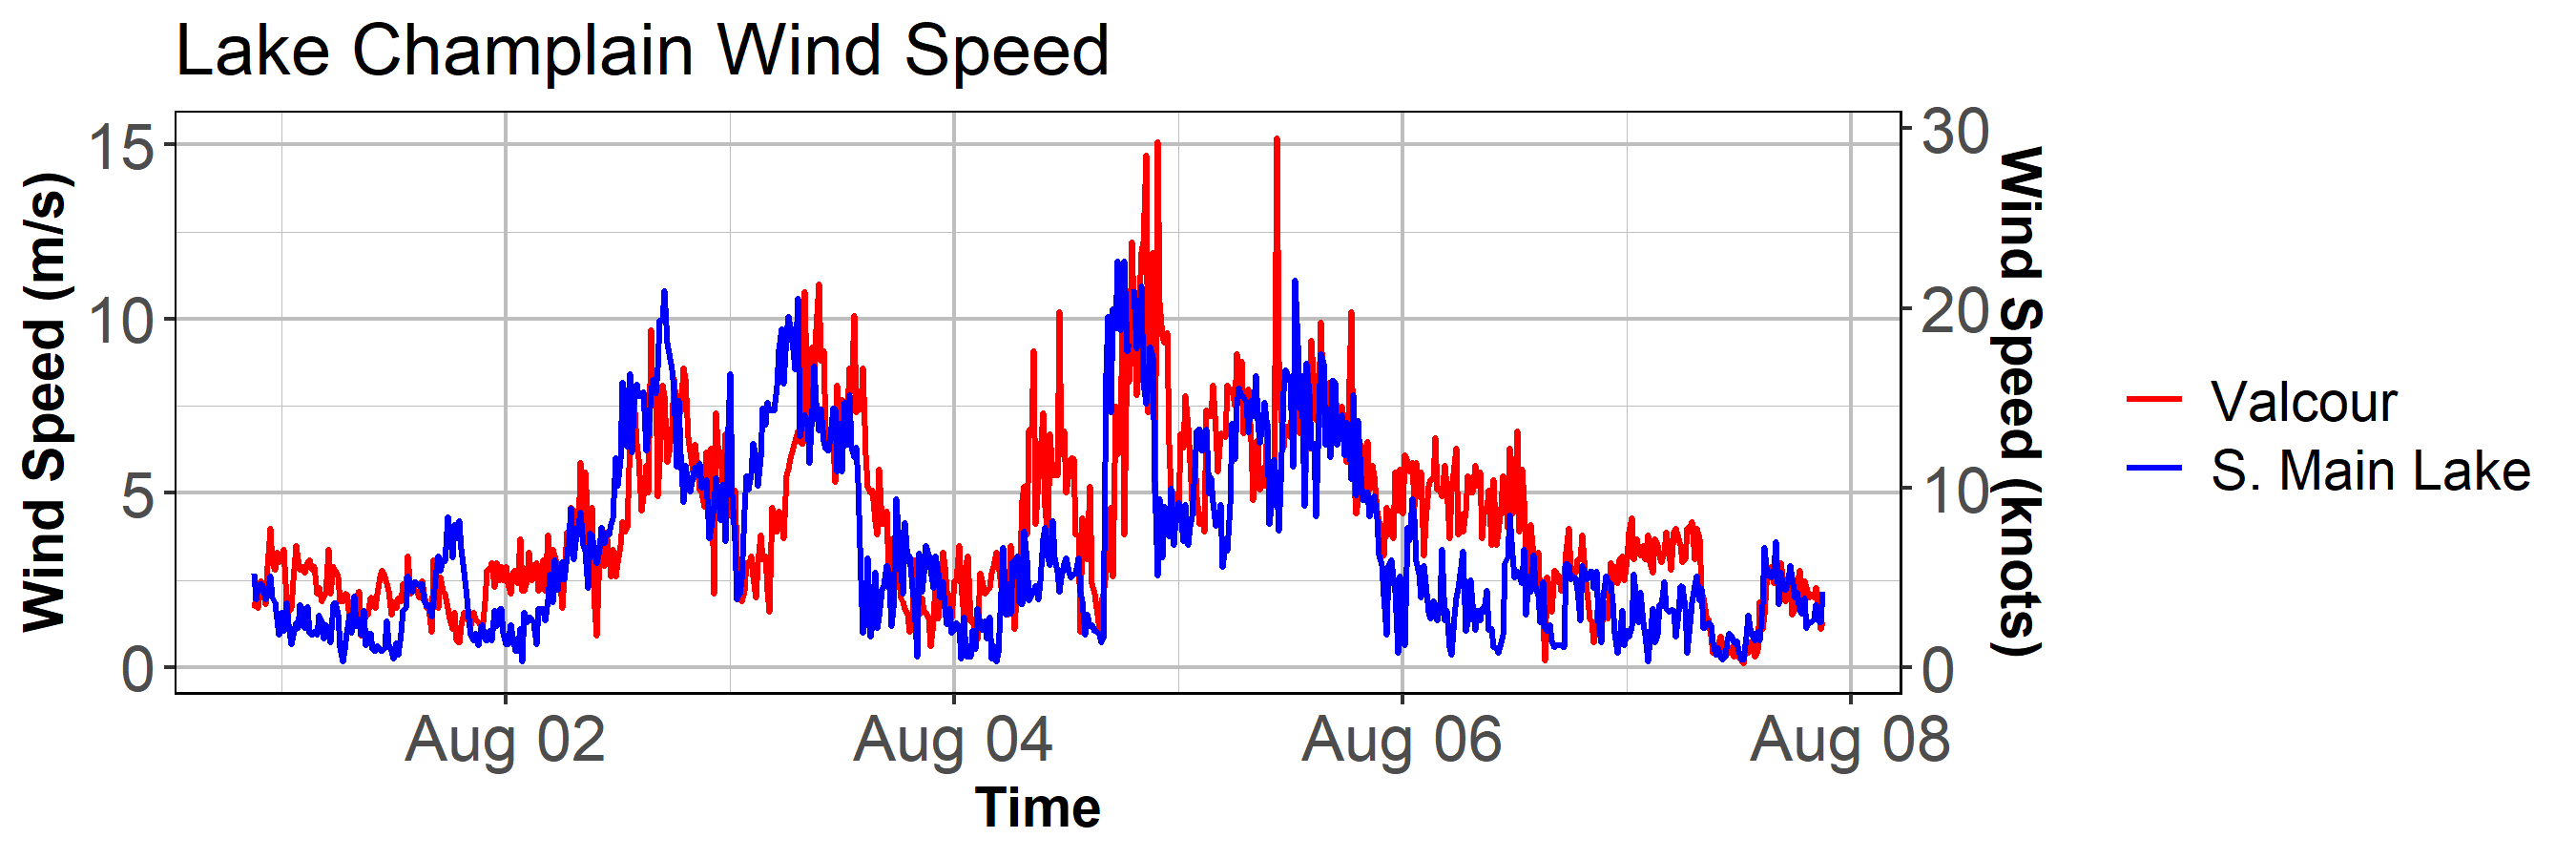 Lake Champlain Wind Speed
Wind Speed (m/s)
15
10
5
0
30
20
10
0
Wind Speed (knots)
Aug 02
Aug 04
Aug 06
Aug 08
Time
Valcour
S. Main Lake